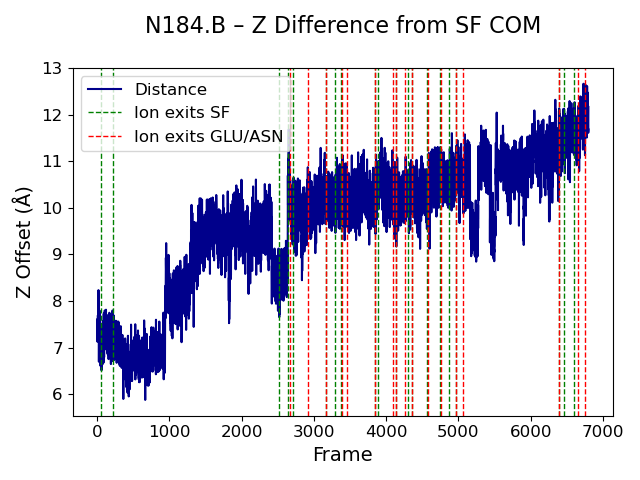 N184.B – Z Difference from SF COM
Distance
Ion exits SF
Ion exits GLU/ASN
13
12
11
10
9
8
7
6
Z Offset (Å)
0 1000 2000 3000 4000 5000 6000 7000
Frame